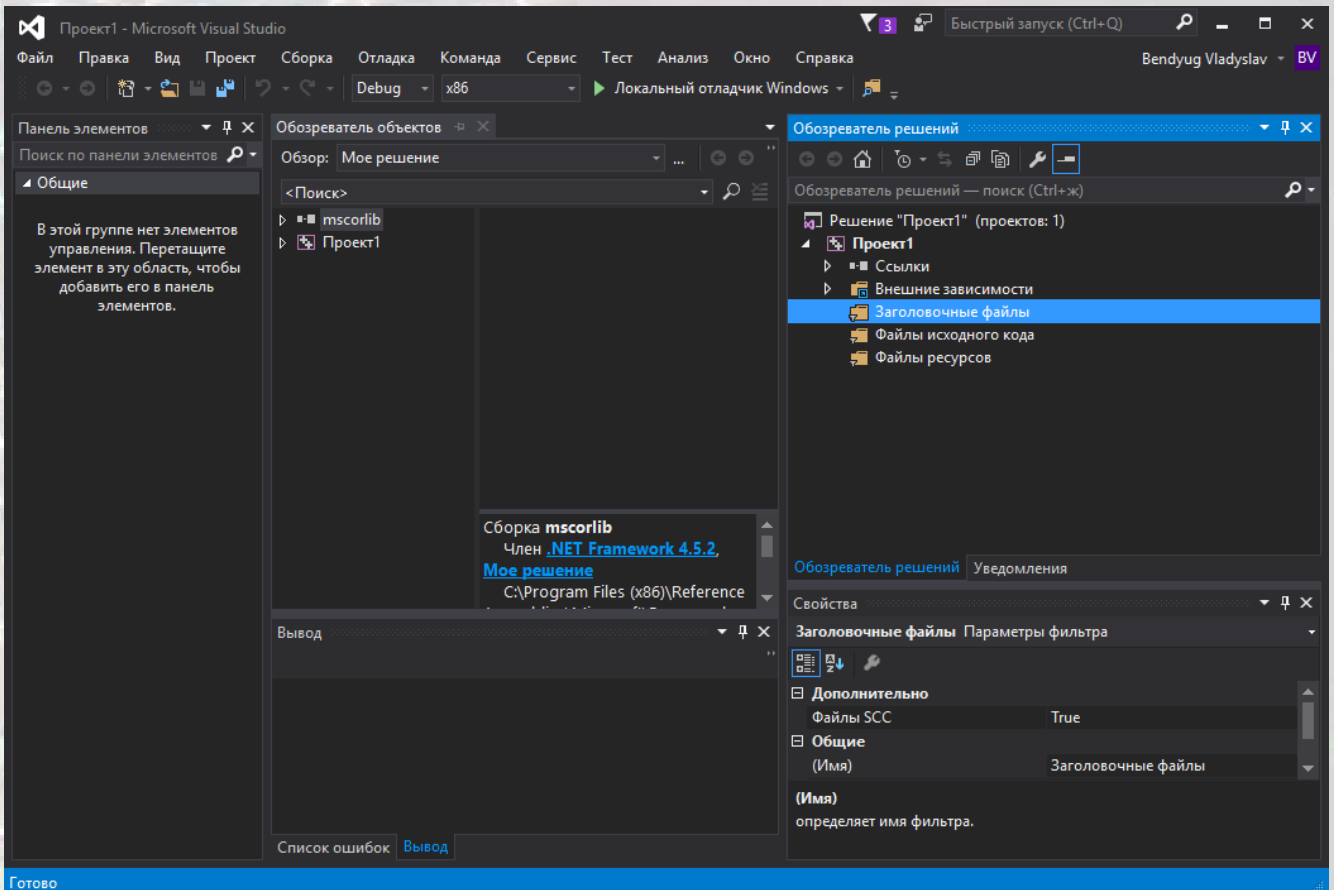 Проект1 - Microsoft Visual Studio
3
Быстрый запуск (Ctrl+Q)
Файл Правка Вид Проект Сборка Отладка Команда Сервис Тест Анализ Окно Справка
Bendyug Vladyslav BV
Debug x86 Локальный отладчик Windows
Панель элементов
Поиск по панели элементов
Общие
В этой группе нет элементов
управления. Перетащите
элемент в эту область, чтобы
добавить его в панель
элементов.
Обозреватель объектов
Обзор: Мое решение ...
<Поиск>
mscorlib
Проект1
Сборка mscorlib
Член .NET Framework 4.5.2,
Мое решение
C:\Program Files (x86)\Reference
Вывод
Список ошибок Вывод
Обозреватель решений
Обозреватель решений — поиск (Ctrl+ж)
Решение "Проект1" (проектов: 1)
Проект1
Ссылки
Внешние зависимости
Заголовочные файлы
Файлы исходного кода
Файлы ресурсов
Обозреватель решений Уведомления
Свойства
Заголовочные файлы Параметры фильтра
Дополнительно
Файлы SCC True
Общие
(Имя) Заголовочные файлы
(Имя)
определяет имя фильтра.
Готово